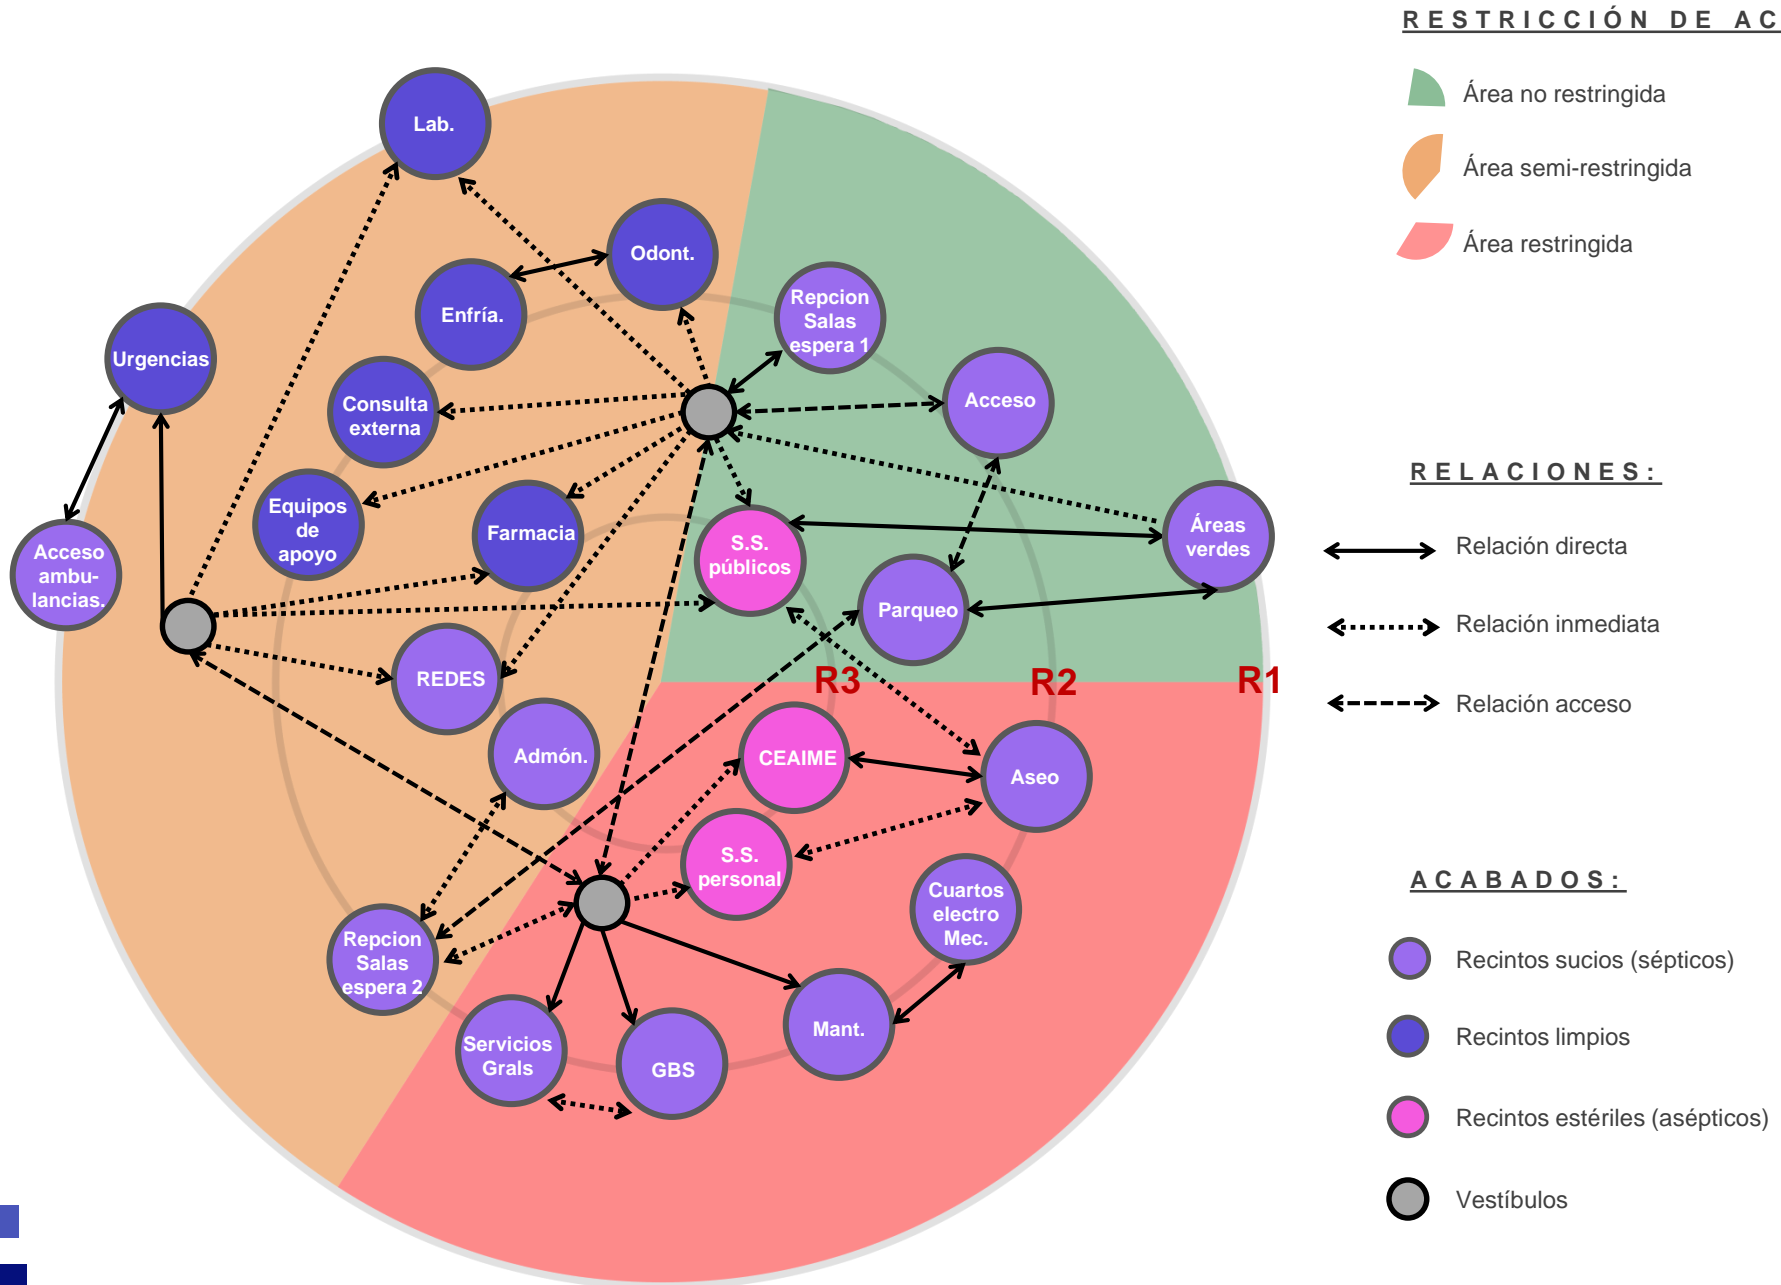 RESTRICCIÓN DE AC
Área no restringida
Área semi-restringida
Área restringida
Lab.
Odont.
Enfría.
Repcion
Salas
espera 1
Urgencias
Consulta
externa
Acceso
Equipos
de
apoyo
Farmacia
S.S.
públicos
Áreas
verdes
Acceso
ambu-
lancias.
Parqueo
REDES
R3
R2
R1
Admón.
CEAIME
Aseo
S.S.
personal
Cuartos
electro
Mec.
Repcion
Salas
espera 2
Servicios
Grals
GBS
Mant.
RELACIONES:
Relación directa
Relación inmediata
Relación acceso
ACABADOS:
Recintos sucios (sépticos)
Recintos limpios
Recintos estériles (asépticos)
Vestíbulos